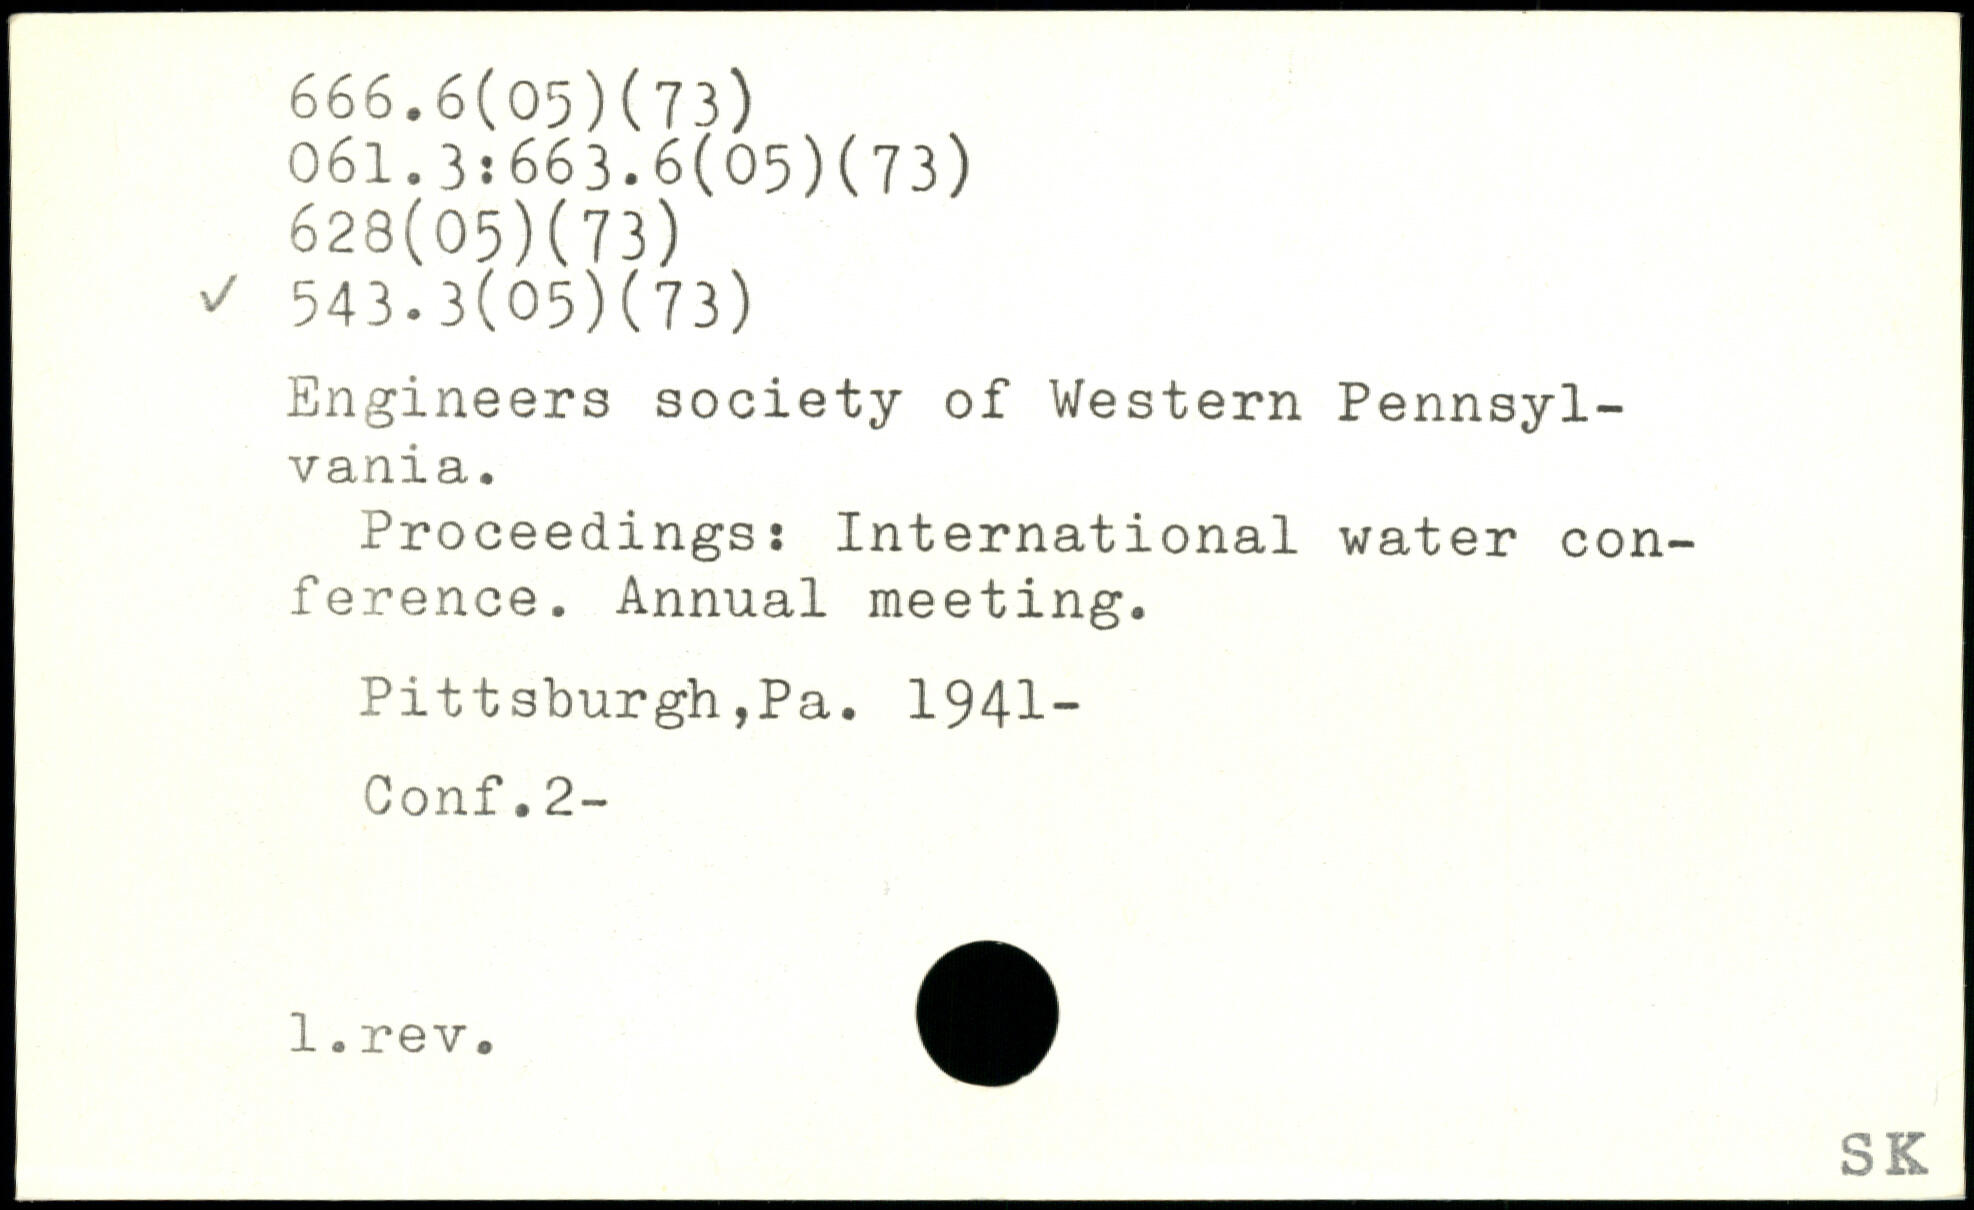 666.6(05)(73)
061.3:663.6(05)(73)
628(05)(73)
✓ 543.3(05)(73)
Engineers society of Western Pennsyl-
vania.
Proceedings: International water con-
ference. Annual meeting.
Pittsburgh,Pa. 1941-
Conf.2-
1.rev.
SK